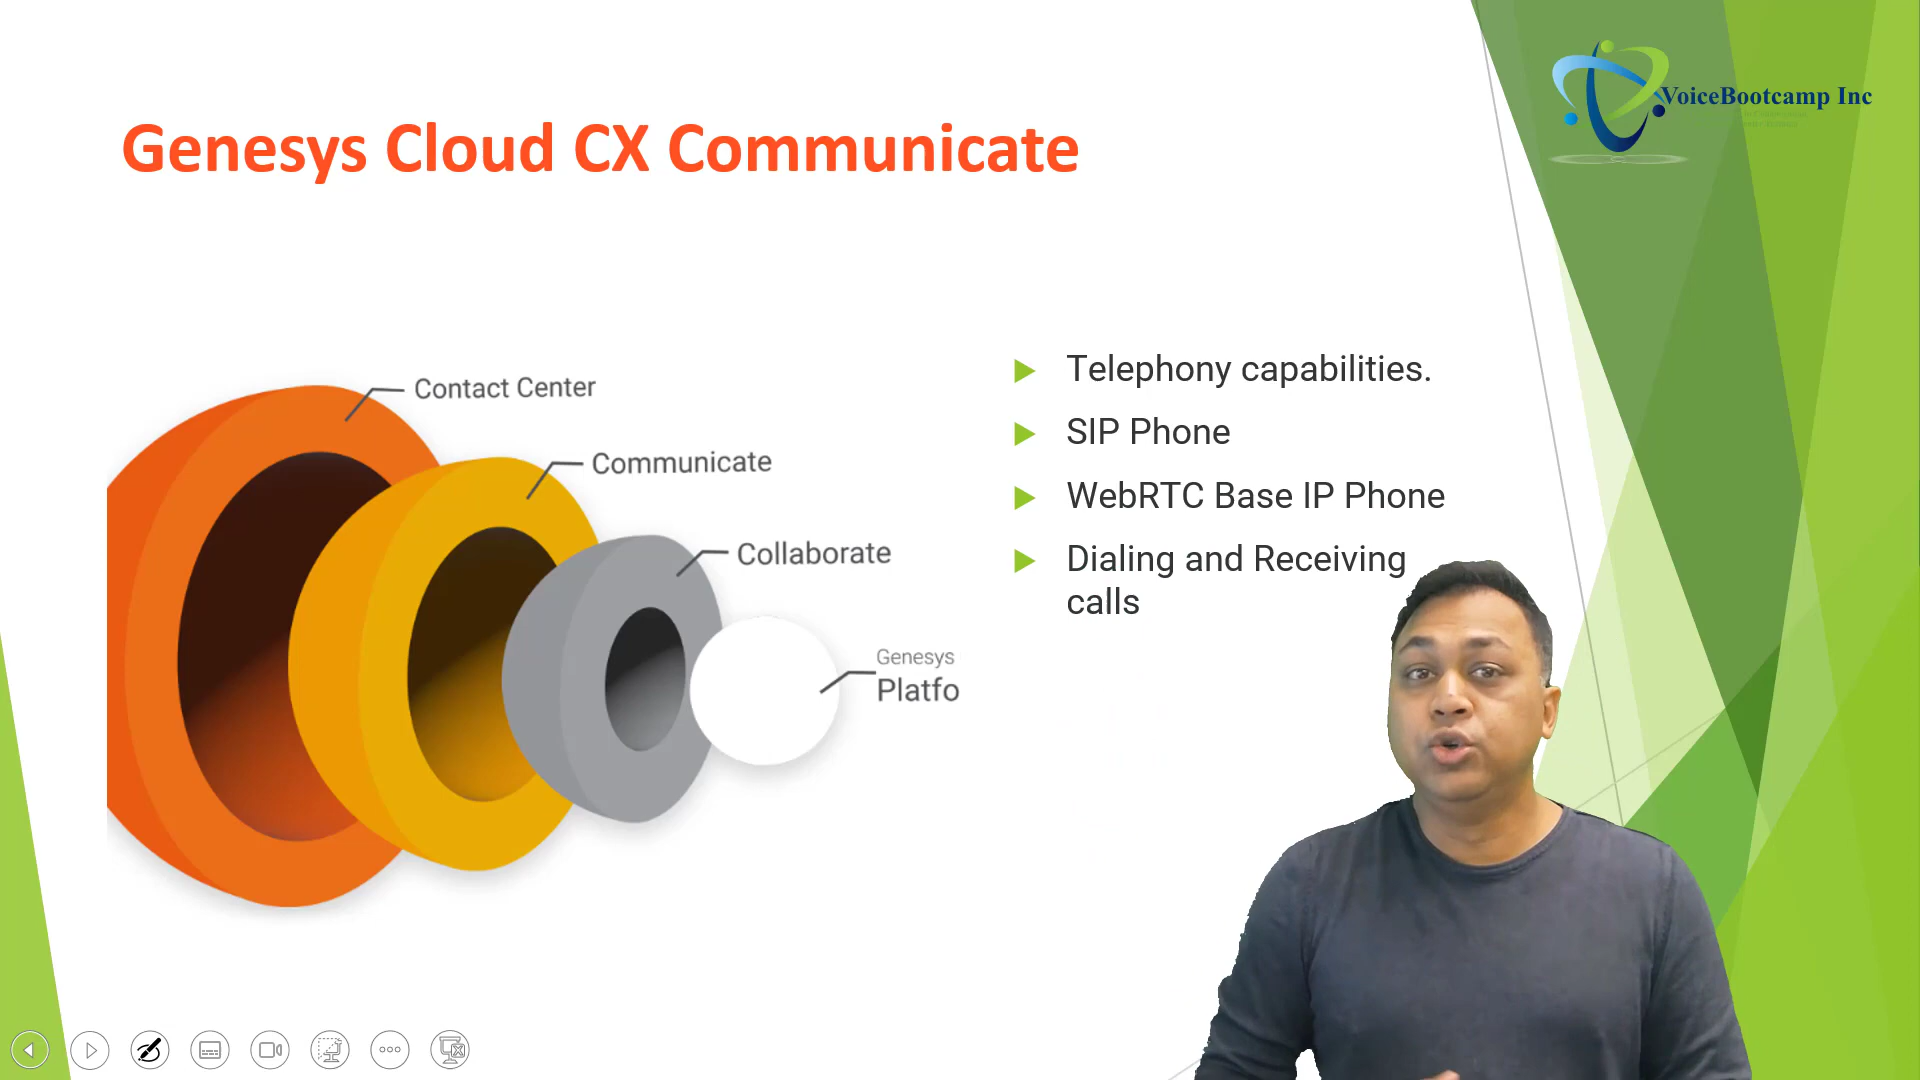 VoiceBootcamp Inc
Genesys Cloud CX Communicate
Contact Center
Communicate
Collaborate
Genesys
Platfo
Telephony capabilities.
SIP Phone
WebRTC Base IP Phone
Dialing and Receiving
calls